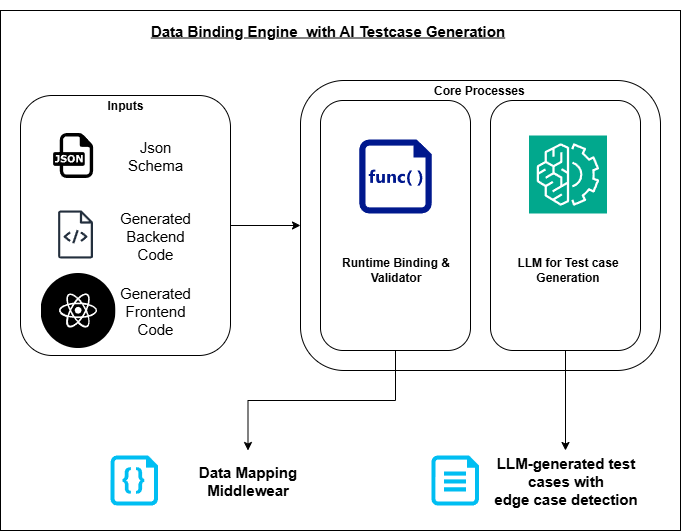 Data Binding Engine with AI Testcase Generation
Inputs
JSON
Json
Schema
</>
Generated
Backend
Code
Generated
Frontend
Code
Core Processes
func( )
Runtime Binding &
Validator
LLM for Test case
Generation
{}
Data Mapping
Middlewear
LLM-generated test
cases with
edge case detection